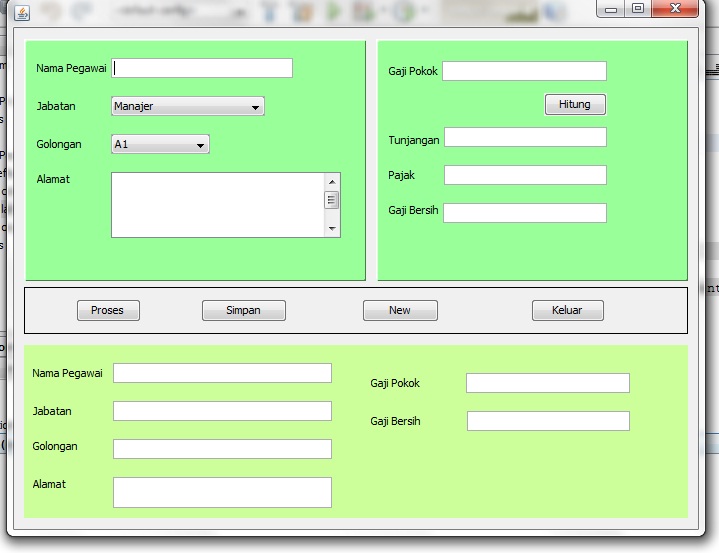 Nama Pegawai
Jabatan
Manajer
Golongan
A1
Alamat
Gaji Pokok
Hitung
Tunjangan
Pajak
Gaji Bersih
Proses
Simpan
New
Keluar
Nama Pegawai
Jabatan
Golongan
Alamat
Gaji Pokok
Gaji Bersih